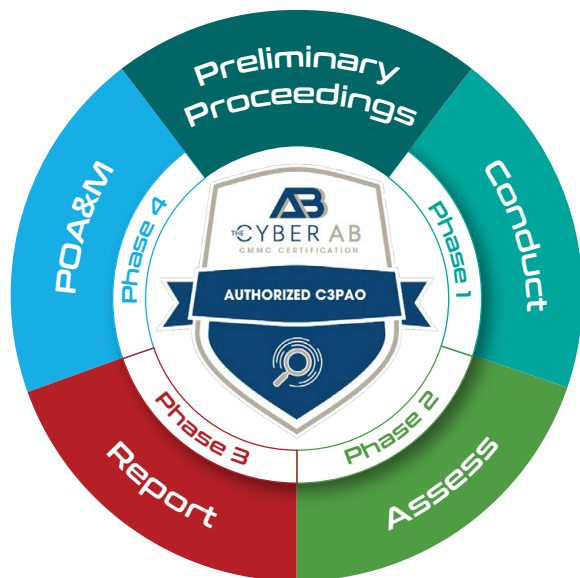 Preliminary
Proceedings
Conduct
Phase 1
Assess
Phase 2
Report
Phase 3
POA&M
Phase 4
AB
THE CYBER AB
CMMC CERTIFICATION
AUTHORIZED C3PAO